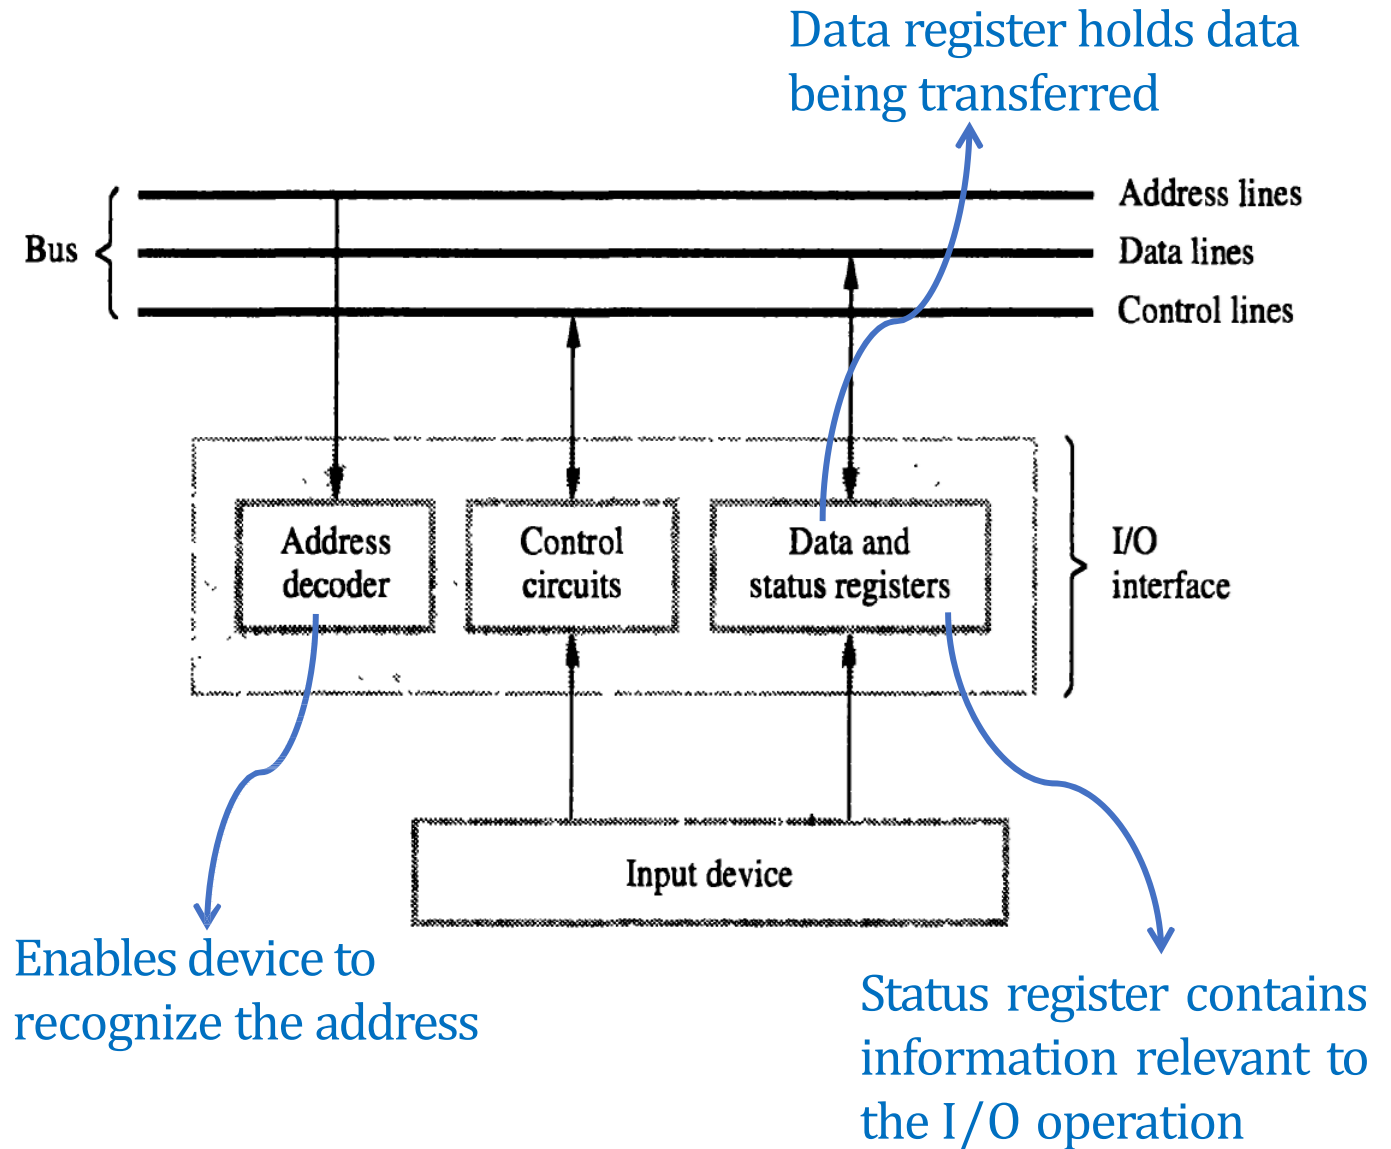 Data register holds data
being transferred
Address lines
Bus
Data lines
Control lines
Address
decoder
Control
circuits
Data and
status registers
I/O
interface
Input device
Enables device to
recognize the address
Status register contains
information relevant to
the I/O operation